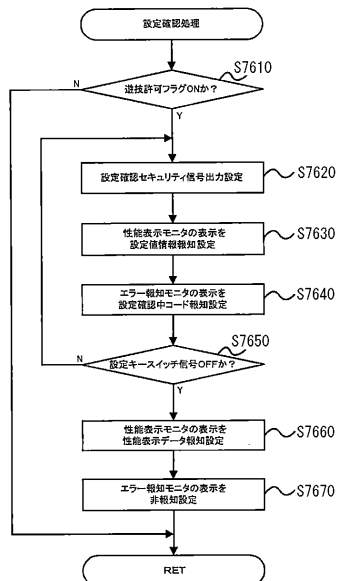 設定確認処理
S7610
遊技許可フラグONか？
N
Y
設定確認セキュリティ信号出力設定
S7620
性能表示モニタの表示を
設定値情報報知設定
S7630
エラー報知モニタの表示を
設定確認中コード報知設定
S7640
S7650
設定キースイッチ信号OFFか？
N
Y
性能表示モニタの表示を
性能表示データ報知設定
S7660
エラー報知モニタの表示を
非報知設定
S7670
RET